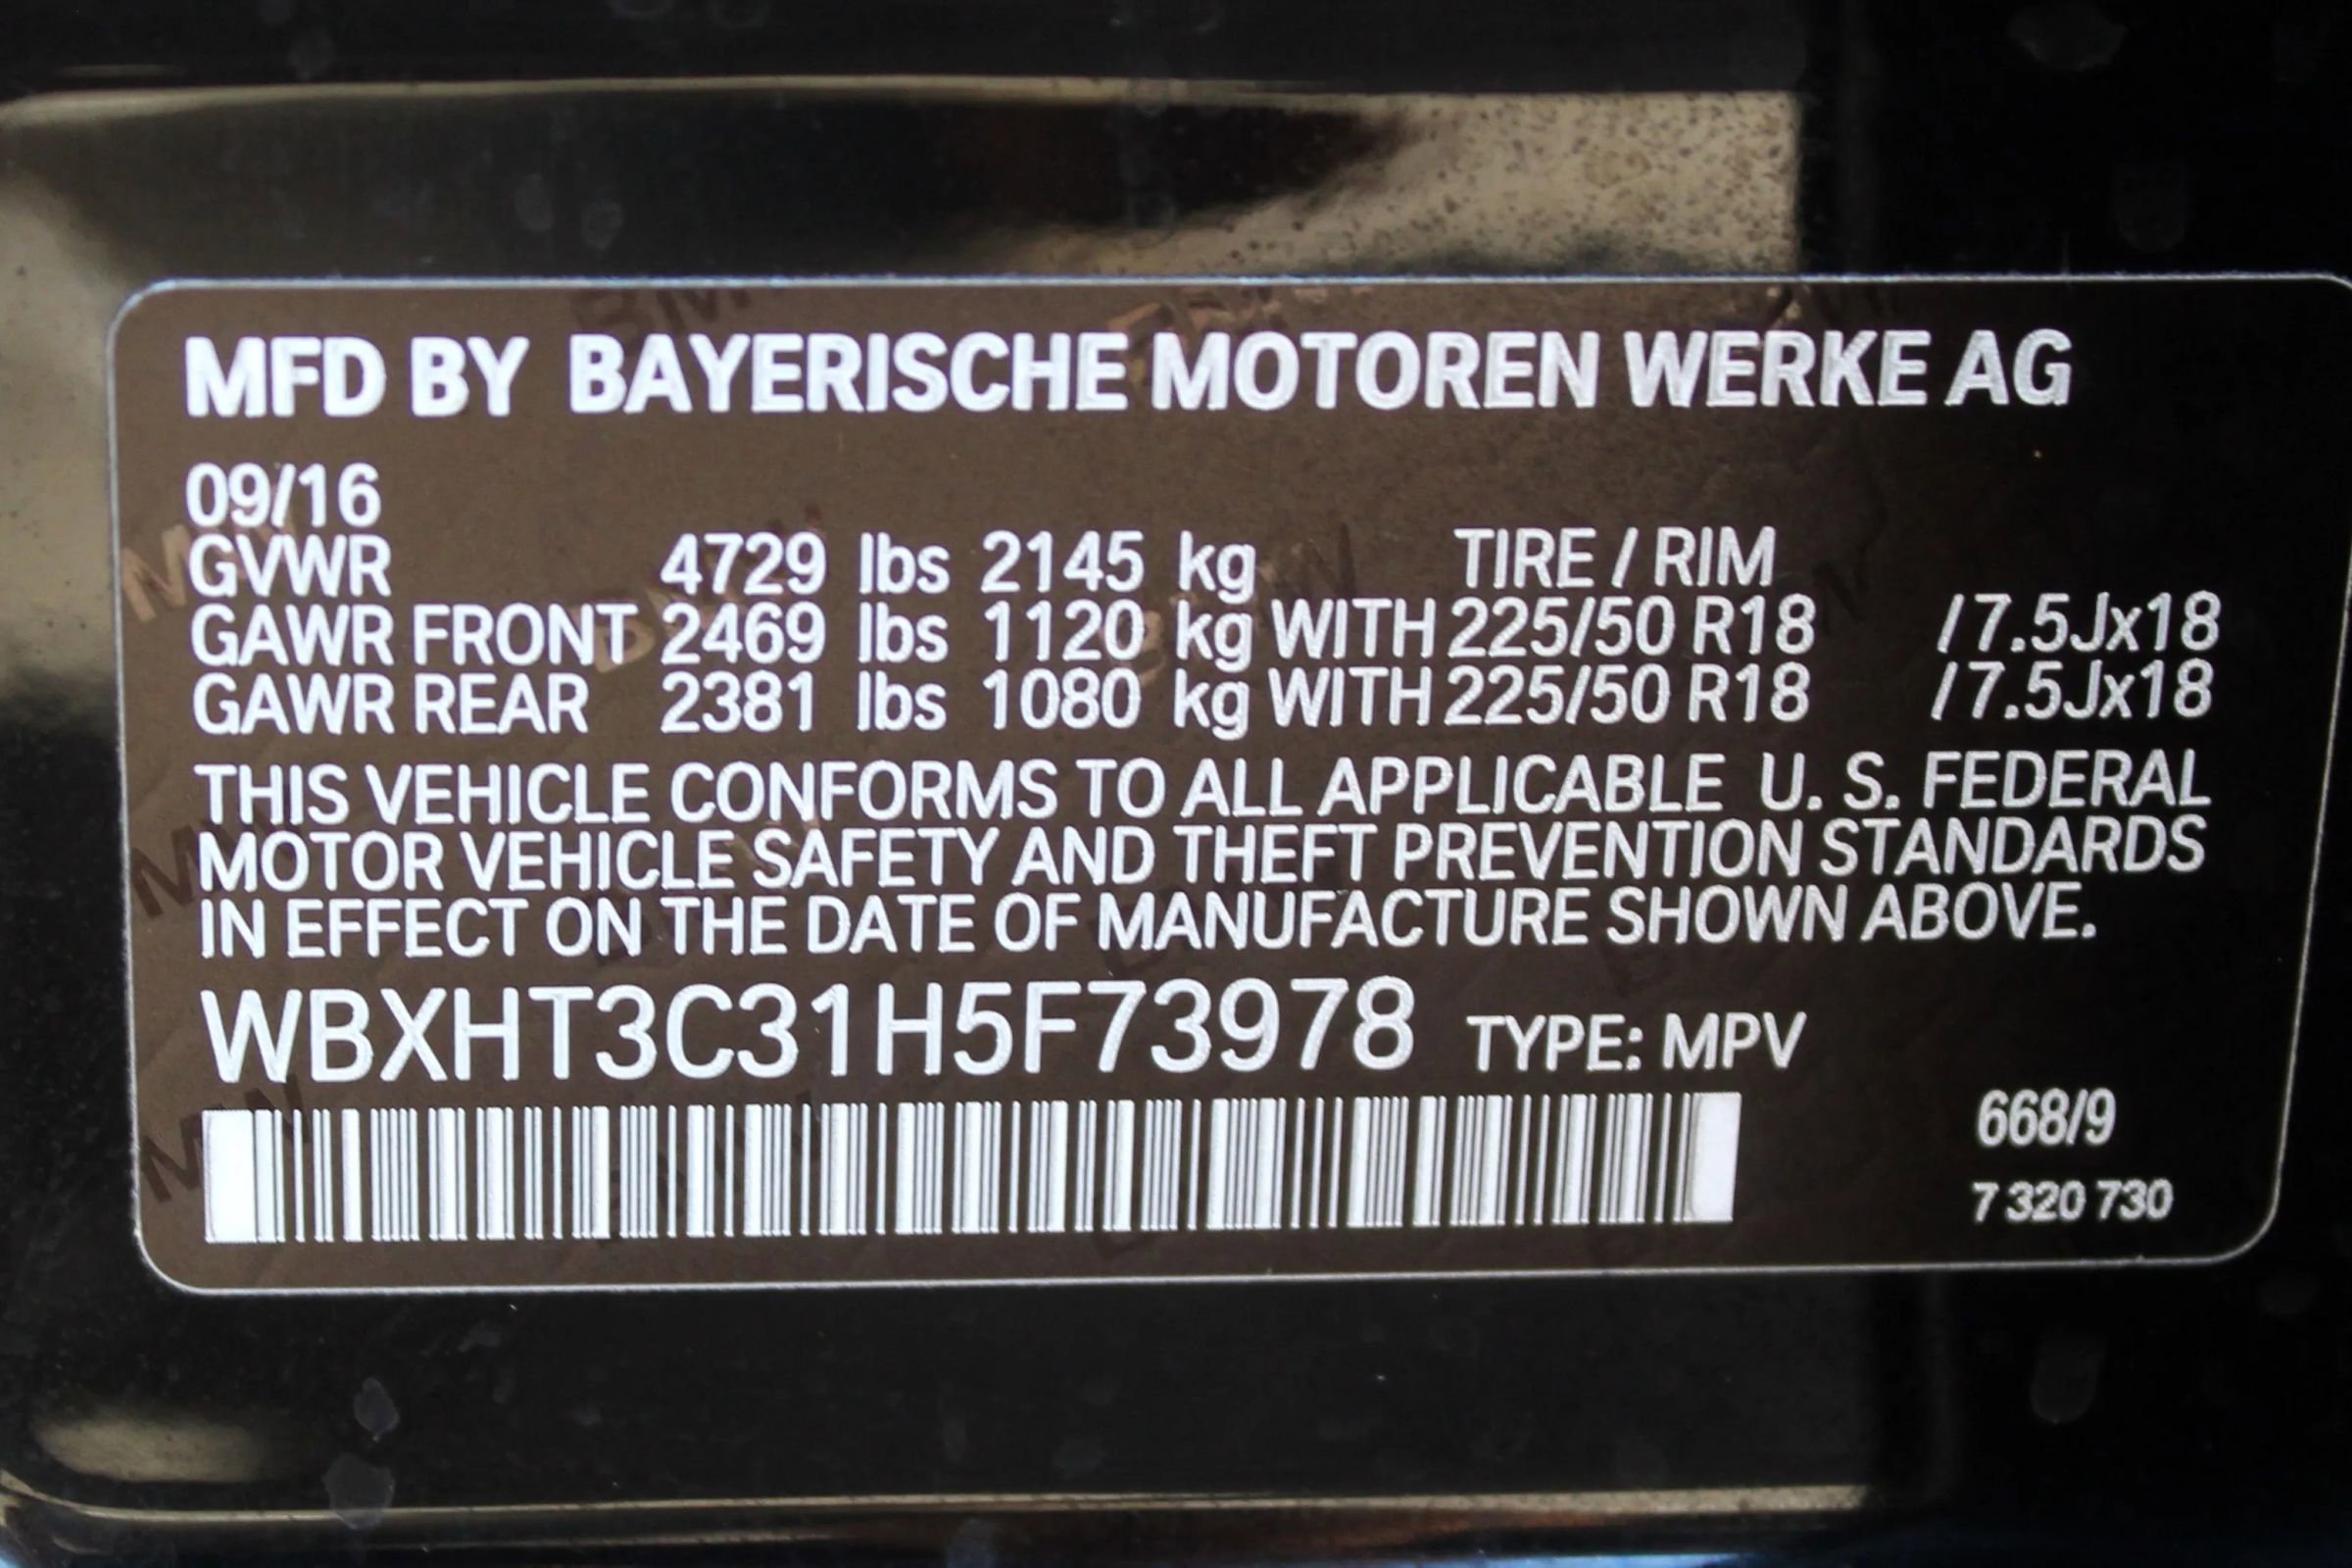 MFD BY BAYERISCHE MOTOREN WERKE AG
09/16
GVWR 4729 lbs 2145 kg TIRE / RIM
GAWR FRONT 2469 lbs 1120 kg WITH 225/50 R18 /7.5Jx18
GAWR REAR 2381 lbs 1080 kg WITH 225/50 R18 /7.5Jx18
THIS VEHICLE CONFORMS TO ALL APPLICABLE U. S. FEDERAL
MOTOR VEHICLE SAFETY AND THEFT PREVENTION STANDARDS
IN EFFECT ON THE DATE OF MANUFACTURE SHOWN ABOVE.
WBXHT3C31H5F73978 TYPE: MPV
668/9
7 320 730